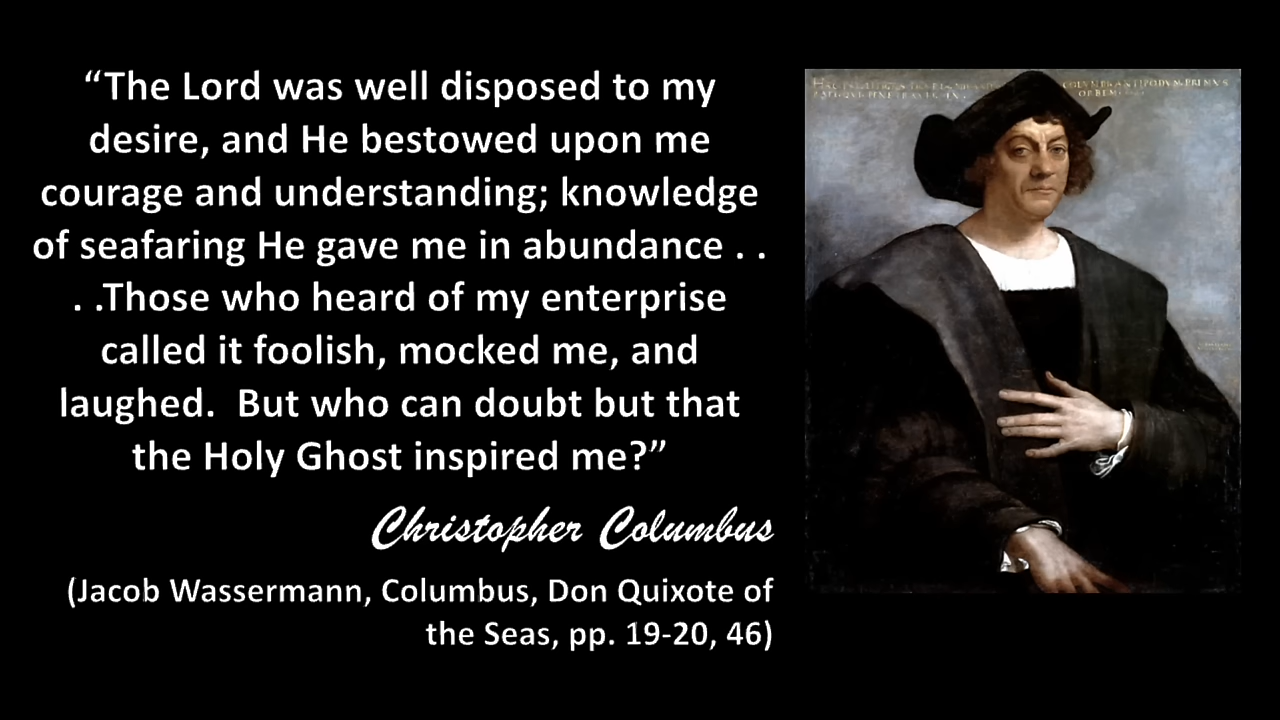 “The Lord was well disposed to my
desire, and He bestowed upon me
courage and understanding; knowledge
of seafaring He gave me in abundance . .
. .Those who heard of my enterprise
called it foolish, mocked me, and
laughed.  But who can doubt but that
the Holy Ghost inspired me?”
Christopher Columbus
(Jacob Wassermann, Columbus, Don Quixote of
the Seas, pp. 19-20, 46)